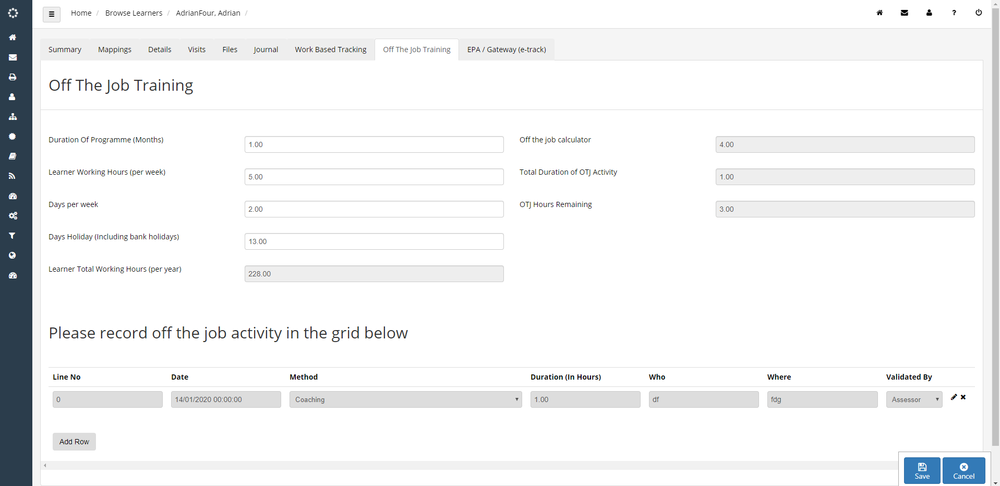 Home / Browse Learners / AdrianFour, Adrian /
Summary Mappings Details Visits Files Journal Work Based Tracking Off The Job Training EPA / Gateway (e-track)
Off The Job Training
Duration Of Programme (Months) 1.00 Off the job calculator 4.00
Learner Working Hours (per week) 5.00 Total Duration of OTJ Activity 1.00
Days per week 2.00 OTJ Hours Remaining 3.00
Days Holiday (Including bank holidays) 13.00
Learner Total Working Hours (per year) 228.00
Please record off the job activity in the grid below
Line No Date Method Duration (In Hours) Who Where Validated By
0 14/01/2020 00:00:00 Coaching 1.00 df fdg Assessor
Add Row
Save Cancel